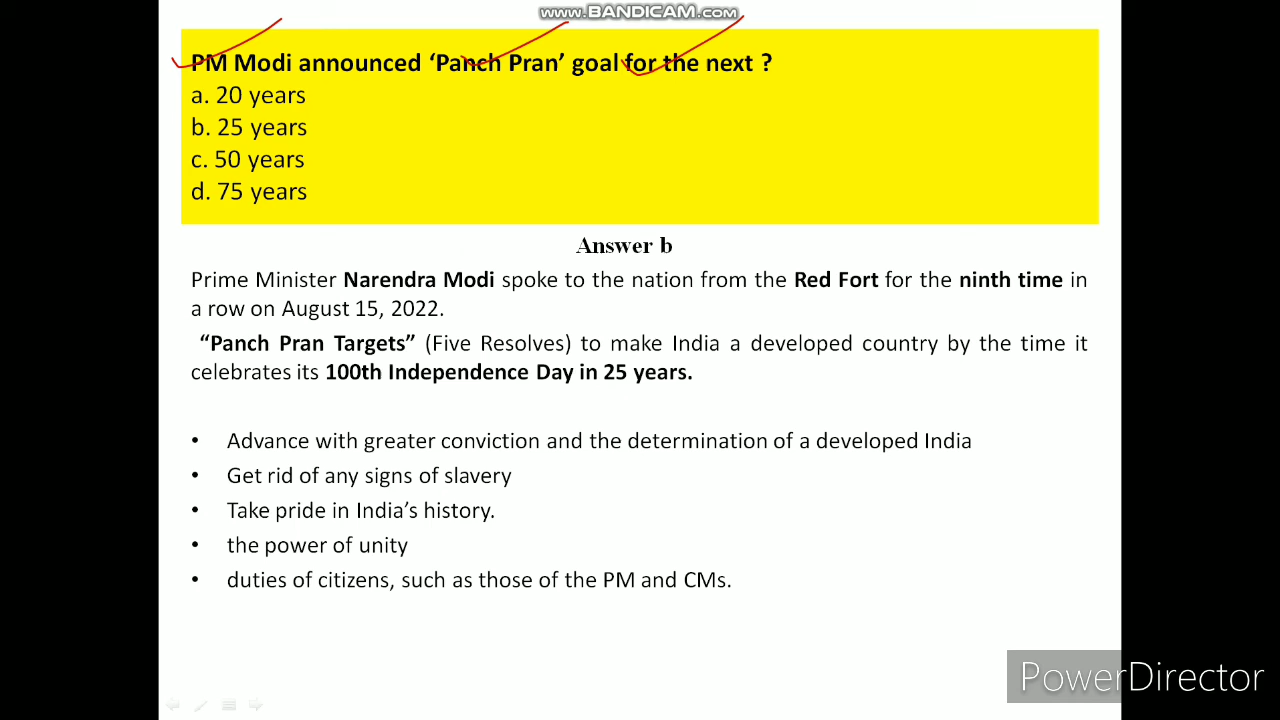 www.BANDICAM.com
PM Modi announced ‘Panch Pran’ goal for the next ?
a. 20 years
b. 25 years
c. 50 years
d. 75 years
Answer b
Prime Minister Narendra Modi spoke to the nation from the Red Fort for the ninth time in
a row on August 15, 2022.
“Panch Pran Targets” (Five Resolves) to make India a developed country by the time it
celebrates its 100th Independence Day in 25 years.
• Advance with greater conviction and the determination of a developed India
• Get rid of any signs of slavery
• Take pride in India’s history.
• the power of unity
• duties of citizens, such as those of the PM and CMs.
PowerDirector